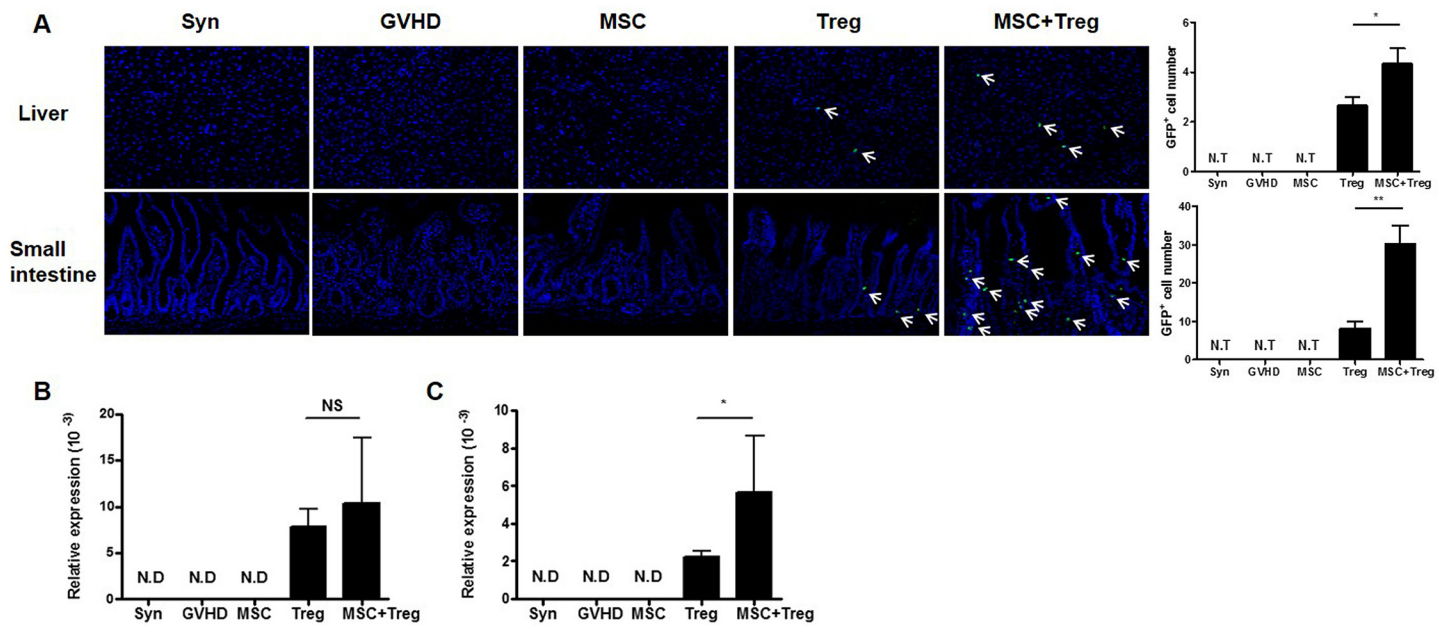 A
Syn GVHD MSC Treg MSC+Treg
Liver
Small
intestine
GFP+ cell number
6
4
2
0
*
N.T N.T N.T
Syn GVHD MSC Treg MSC+Treg
GFP+ cell number
40
30
20
10
0
**
N.T N.T N.T
Syn GVHD MSC Treg MSC+Treg
B
Relative expression (10 -3)
20
15
10
5
0
NS
N.D N.D N.D
Syn GVHD MSC Treg MSC+Treg
C
Relative expression (10 -3)
10
8
6
4
2
0
*
N.D N.D N.D
Syn GVHD MSC Treg MSC+Treg